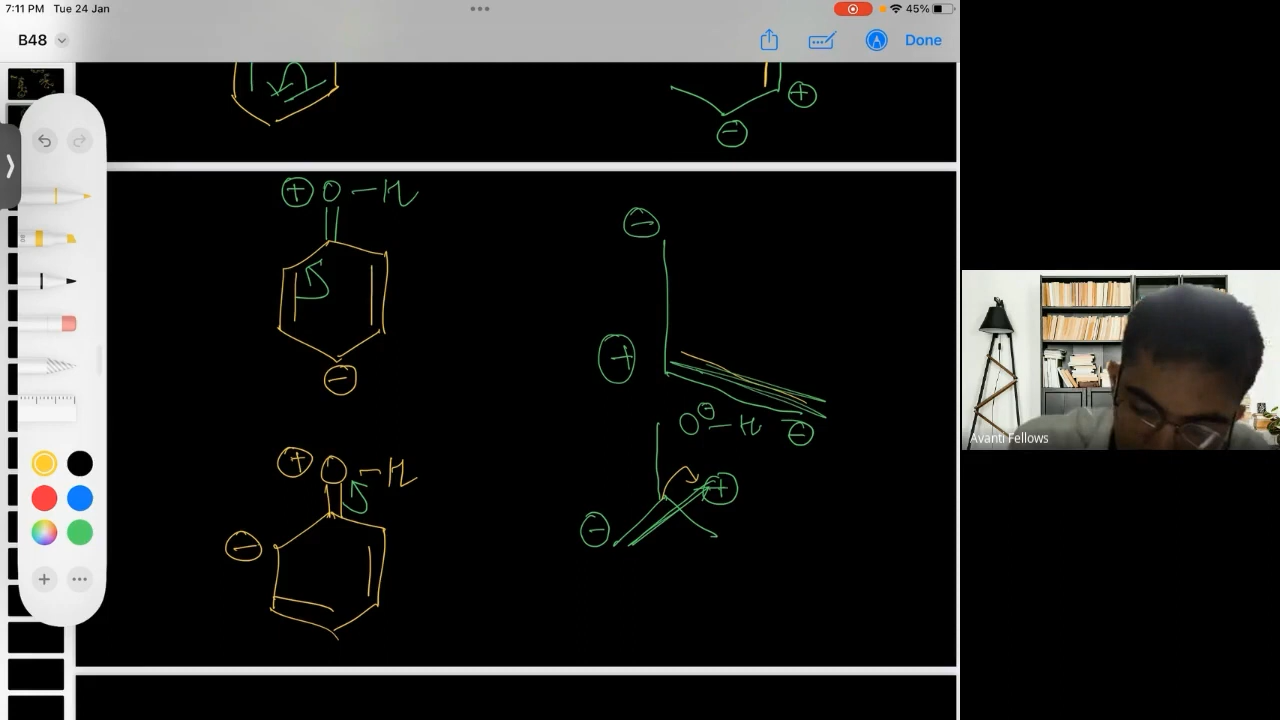 7:11 PM Tue 24 Jan
45%
B48
Done
+
−
+ O − H
−
−
+
O⊖ − H −
+ O − H
+
−
−
Avanti Fellows